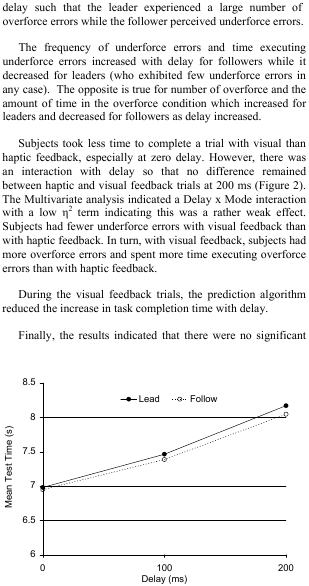 delay such that the leader experienced a large number of
overforce errors while the follower perceived underforce errors.
The frequency of underforce errors and time executing
underforce errors increased with delay for followers while it
decreased for leaders (who exhibited few underforce errors in
any case). The opposite is true for number of overforce and the
amount of time in the overforce condition which increased for
leaders and decreased for followers as delay increased.
Subjects took less time to complete a trial with visual than
haptic feedback, especially at zero delay. However, there was
an interaction with delay so that no difference remained
between haptic and visual feedback trials at 200 ms (Figure 2).
The Multivariate analysis indicated a Delay x Mode interaction
with a low η² term indicating this was a rather weak effect.
Subjects had fewer underforce errors with visual feedback than
with haptic feedback. In turn, with visual feedback, subjects had
more overforce errors and spent more time executing overforce
errors than with haptic feedback.
During the visual feedback trials, the prediction algorithm
reduced the increase in task completion time with delay.
Finally, the results indicated that there were no significant
8.5
Lead Follow
8
7.5
7
6.5
6
Mean Test Time (s)
0 100 200
Delay (ms)